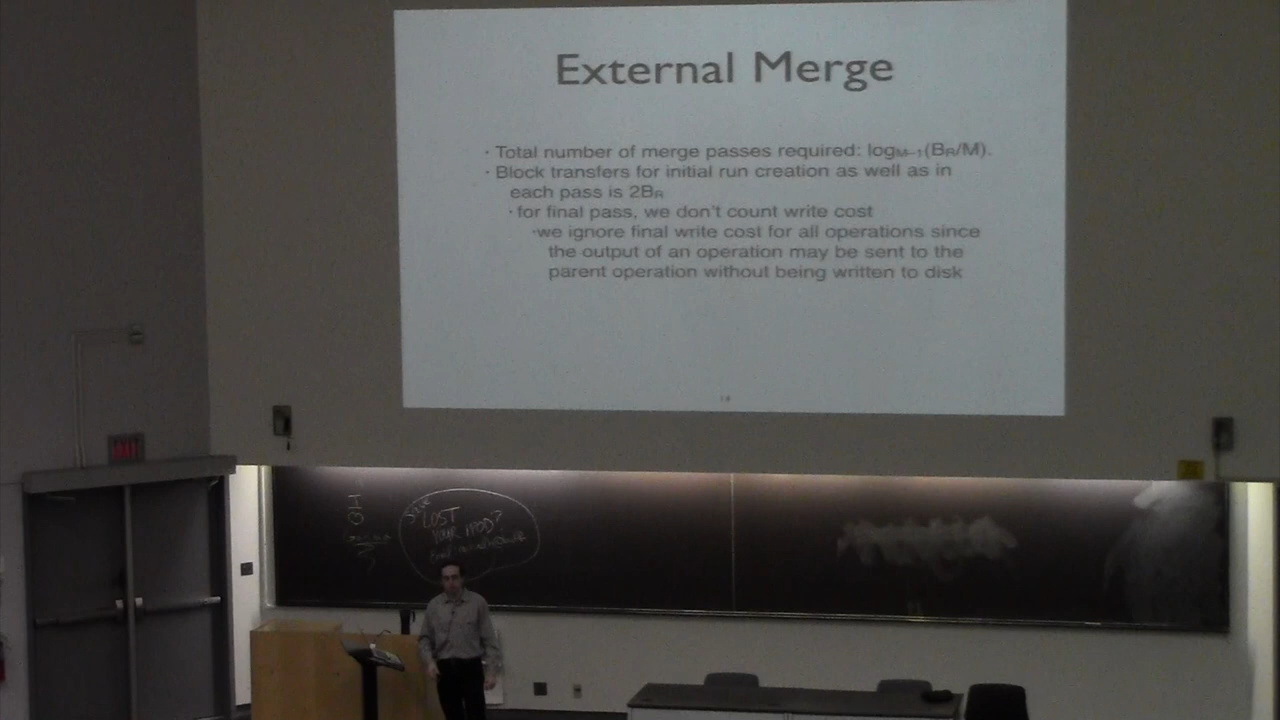 External Merge
· Total number of merge passes required: logM–1(BR/M).
· Block transfers for initial run creation as well as in
each pass is 2BR
· for final pass, we don't count write cost
·we ignore final write cost for all operations since
the output of an operation may be sent to the
parent operation without being written to disk
14
EXIT
LOST
YOUR IPOD?